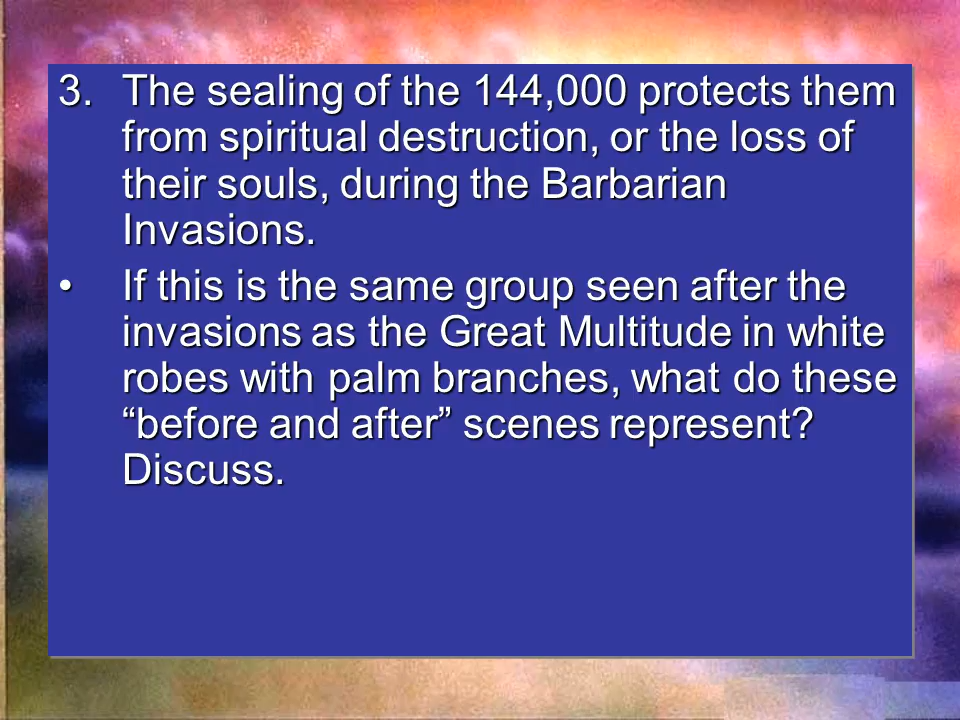 3. The sealing of the 144,000 protects them
from spiritual destruction, or the loss of
their souls, during the Barbarian
Invasions.
• If this is the same group seen after the
invasions as the Great Multitude in white
robes with palm branches, what do these
“before and after” scenes represent?
Discuss.